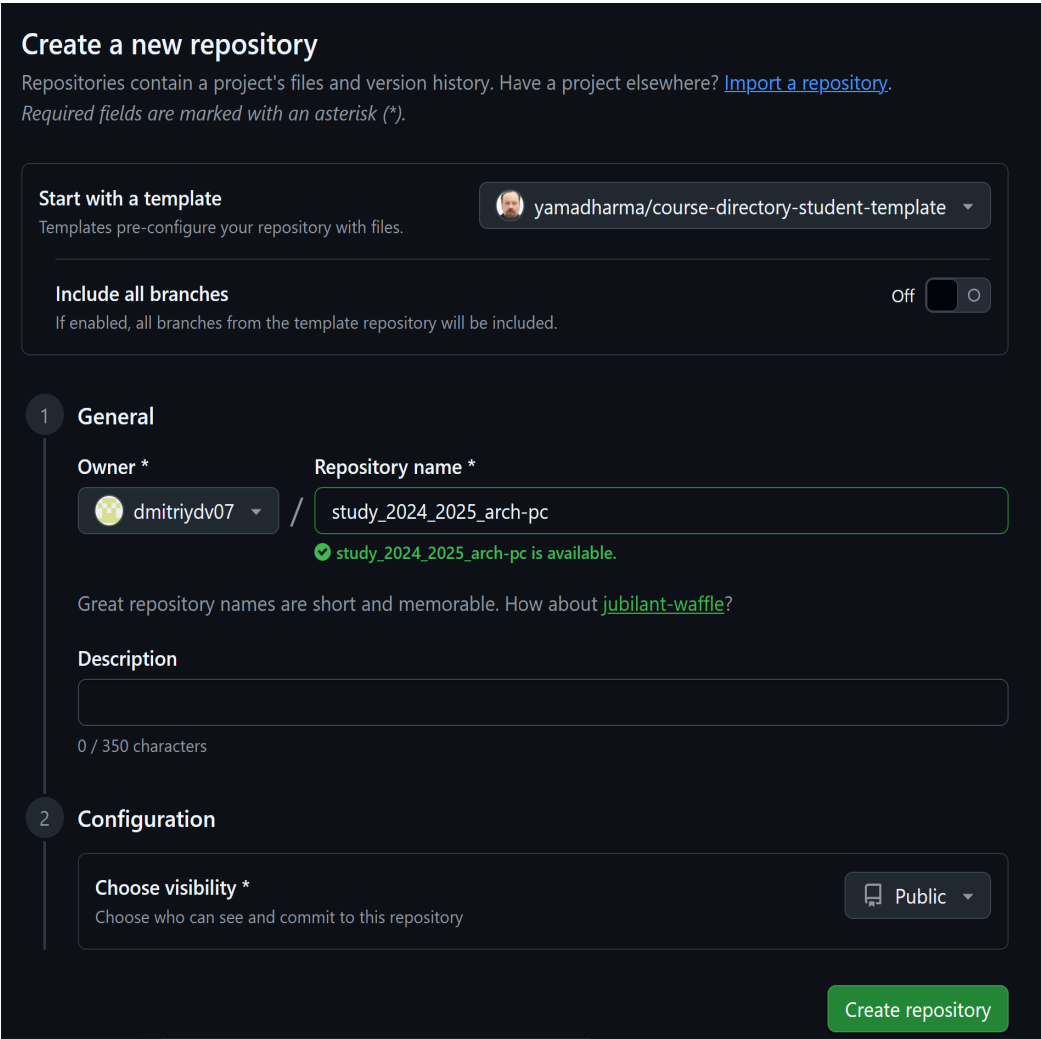 Create a new repository
Repositories contain a project's files and version history. Have a project elsewhere? Import a repository.
Required fields are marked with an asterisk (*).
Start with a template
yamadharma/course-directory-student-template
Templates pre-configure your repository with files.
Include all branches
Off
If enabled, all branches from the template repository will be included.
1 General
Owner * Repository name *
dmitriydv07 / study_2024_2025_arch-pc
study_2024_2025_arch-pc is available.
Great repository names are short and memorable. How about jubilant-waffle?
Description
0 / 350 characters
2 Configuration
Choose visibility *
Public
Choose who can see and commit to this repository
Create repository